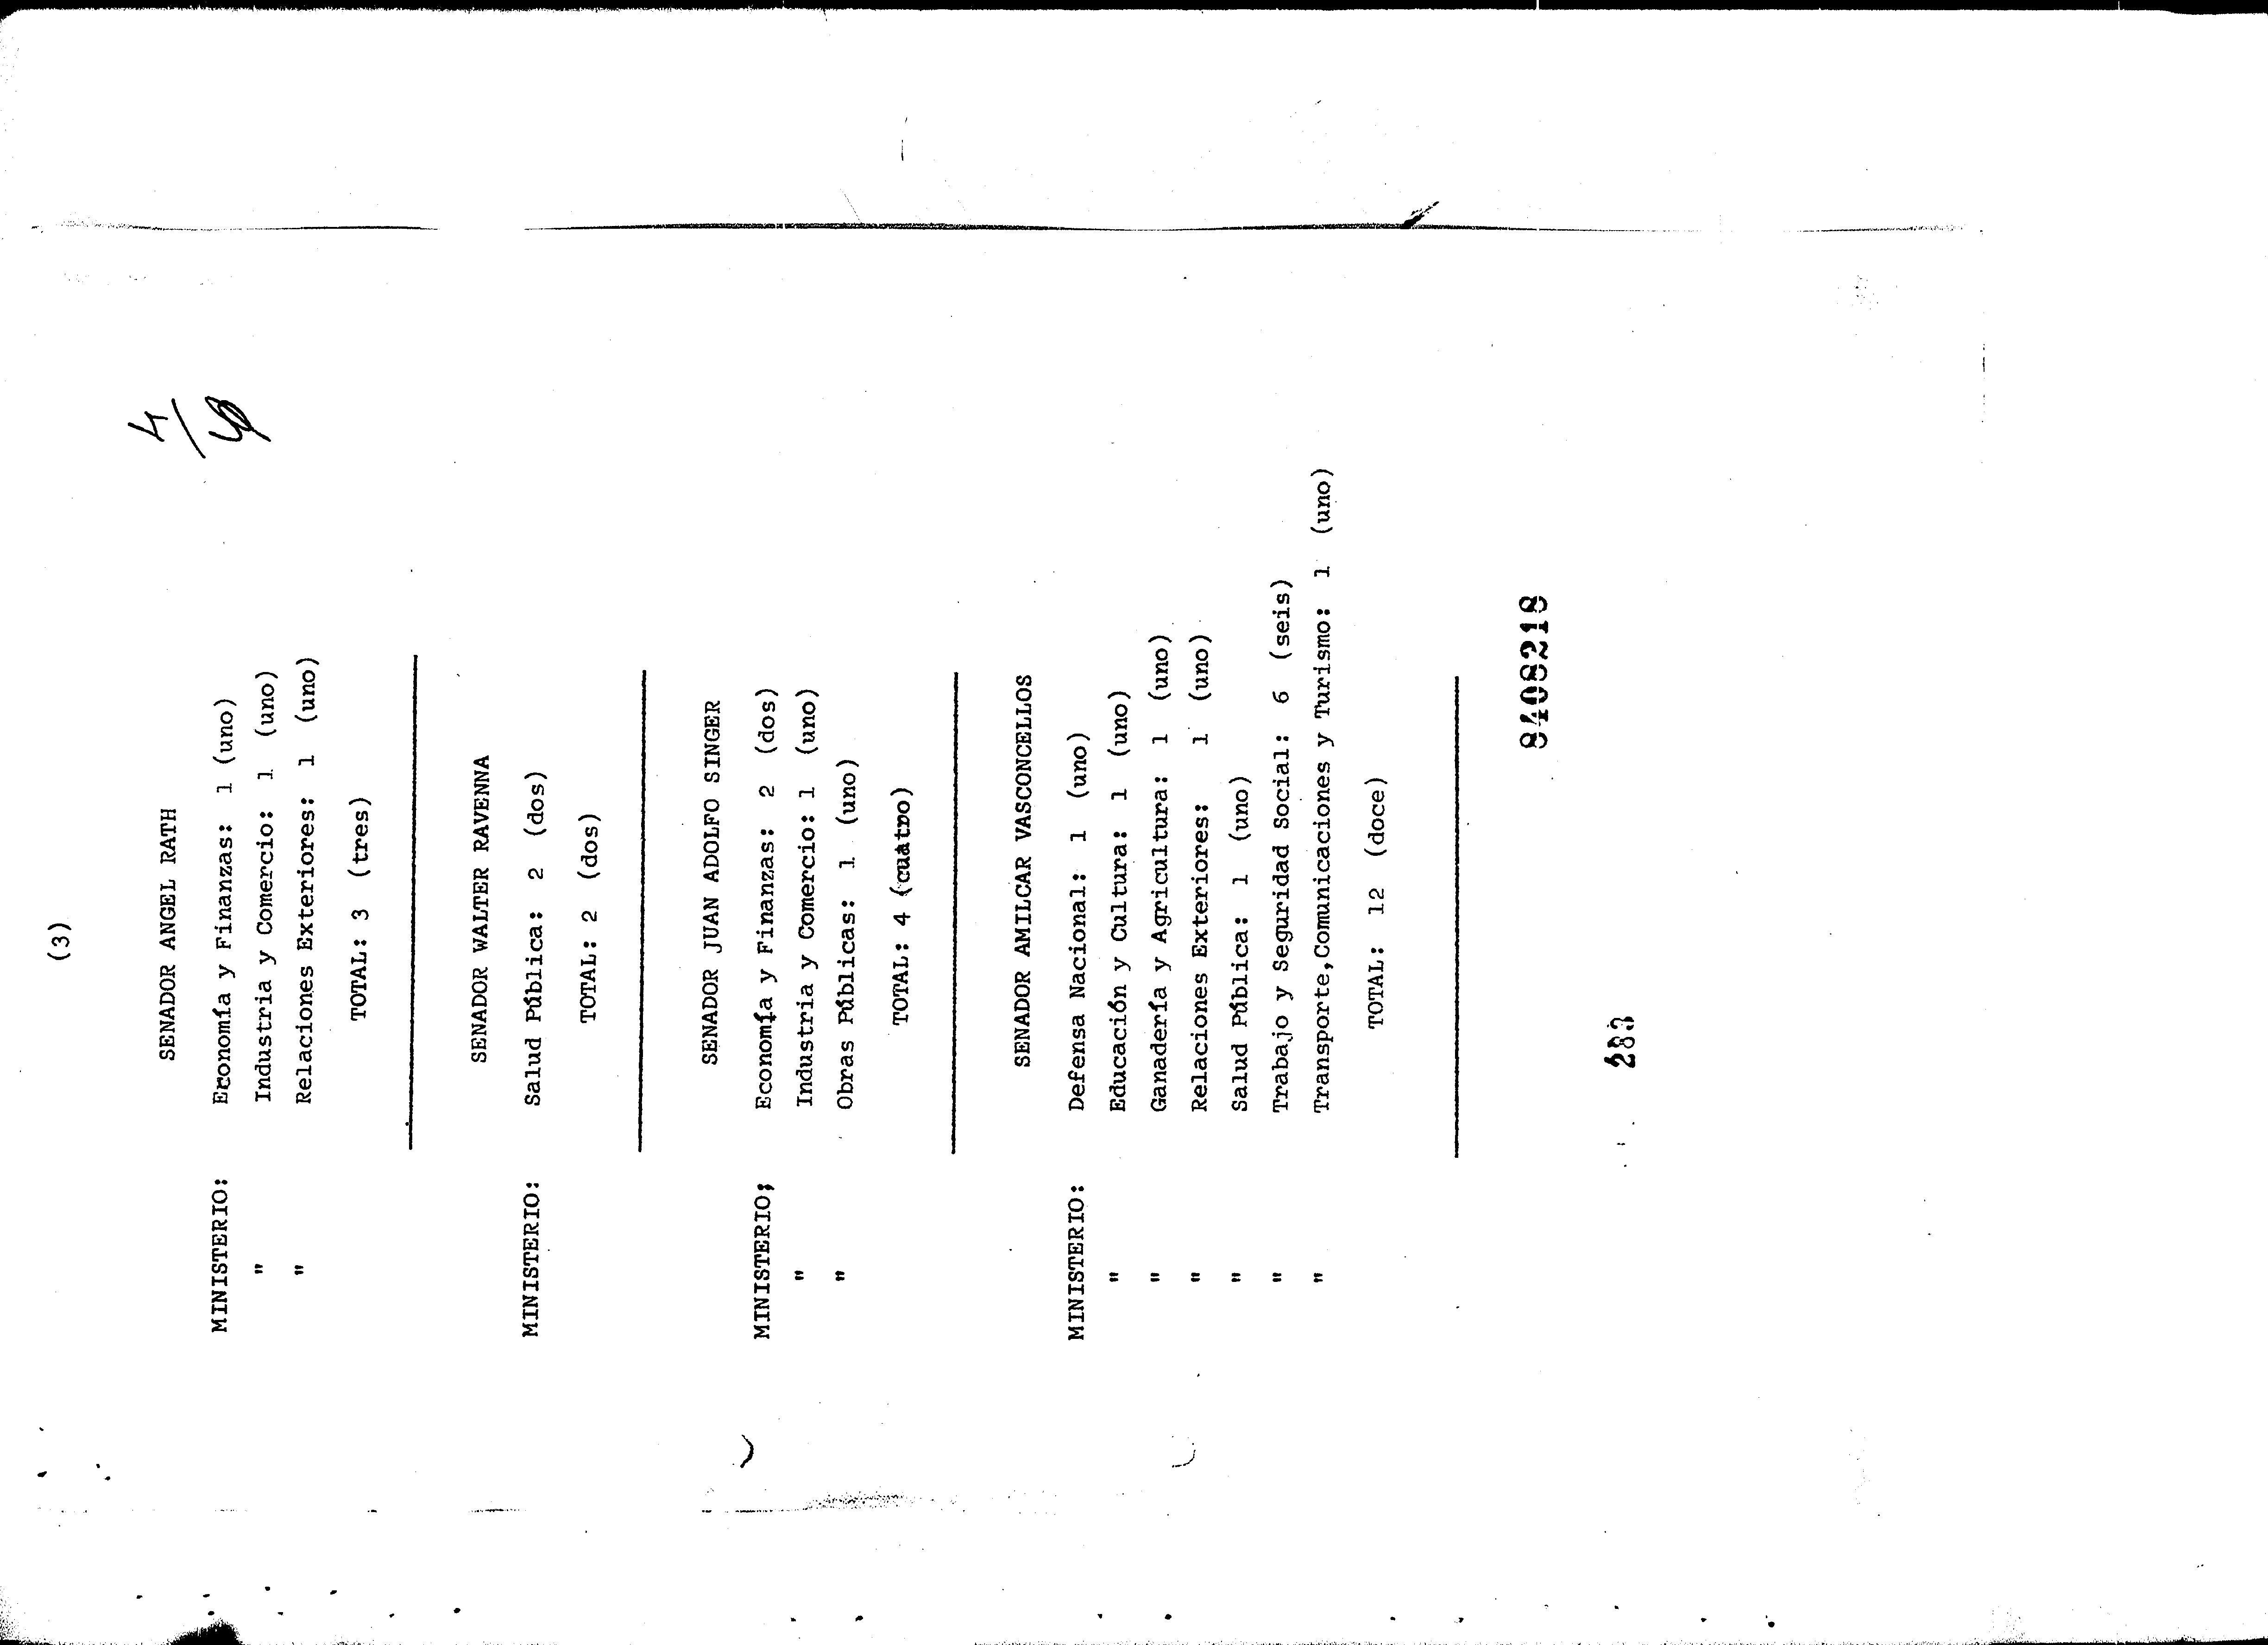 (3)
4/
SENADOR ANGEL RATH
MINISTERIO: Economía y Finanzas: 1 (uno)
" Industria y Comercio: 1 (uno)
" Relaciones Exteriores: 1 (uno)
TOTAL: 3 (tres)
SENADOR WALTER RAVENNA
MINISTERIO: Salud Pública: 2 (dos)
TOTAL: 2 (dos)
SENADOR JUAN ADOLFO SINGER
MINISTERIO; Economía y Finanzas: 2 (dos)
" Industria y Comercio: 1 (uno)
" Obras Públicas: 1 (uno)
TOTAL: 4 (cuatro)
SENADOR AMILCAR VASCONCELLOS
MINISTERIO: Defensa Nacional: 1 (uno)
" Educación y Cultura: 1 (uno)
" Ganadería y Agricultura: 1 (uno)
" Relaciones Exteriores: 1 (uno)
" Salud Pública: 1 (uno)
" Trabajo y Seguridad Social: 6 (seis)
" Transporte,Comunicaciones y Turismo: 1 (uno)
TOTAL: 12 (doce)
8408218
283